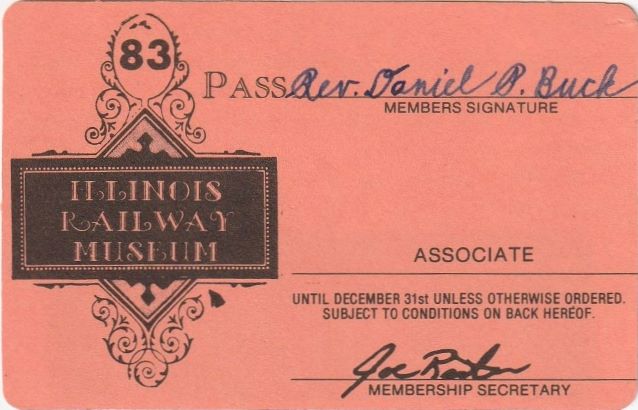 83
PASS Rev. Daniel P. Buck
MEMBERS SIGNATURE
ILLINOIS
RAILWAY
MUSEUM
ASSOCIATE
UNTIL DECEMBER 31st UNLESS OTHERWISE ORDERED.
SUBJECT TO CONDITIONS ON BACK HEREOF.
Joe
MEMBERSHIP SECRETARY